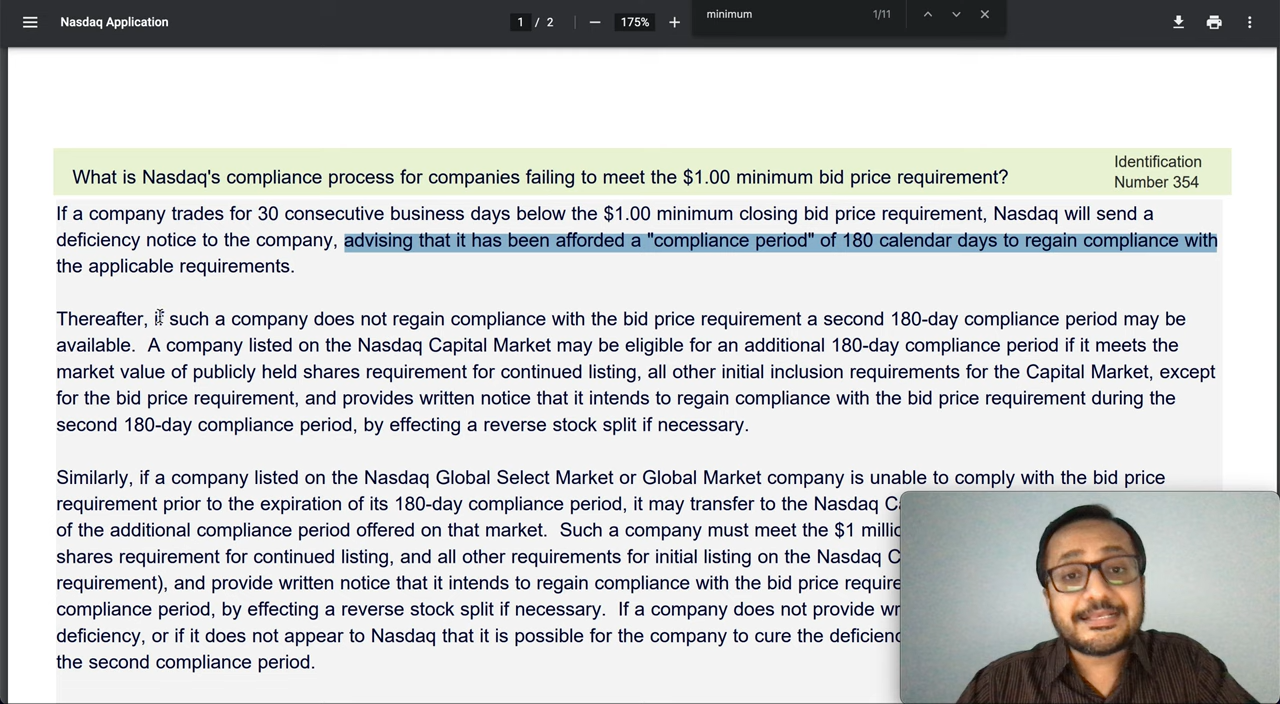 Nasdaq Application
1 / 2
175%
minimum
1/11
What is Nasdaq's compliance process for companies failing to meet the $1.00 minimum bid price requirement?
Identification
Number 354
If a company trades for 30 consecutive business days below the $1.00 minimum closing bid price requirement, Nasdaq will send a
deficiency notice to the company, advising that it has been afforded a "compliance period" of 180 calendar days to regain compliance with
the applicable requirements.
Thereafter, if such a company does not regain compliance with the bid price requirement a second 180-day compliance period may be
available. A company listed on the Nasdaq Capital Market may be eligible for an additional 180-day compliance period if it meets the
market value of publicly held shares requirement for continued listing, all other initial inclusion requirements for the Capital Market, except
for the bid price requirement, and provides written notice that it intends to regain compliance with the bid price requirement during the
second 180-day compliance period, by effecting a reverse stock split if necessary.
Similarly, if a company listed on the Nasdaq Global Select Market or Global Market company is unable to comply with the bid price
requirement prior to the expiration of its 180-day compliance period, it may transfer to the Nasdaq
of the additional compliance period offered on that market. Such a company must meet the $1
shares requirement for continued listing, and all other requirements for initial listing on the Nasdaq
requirement), and provide written notice that it intends to regain compliance with the bid price
compliance period, by effecting a reverse stock split if necessary. If a company does not provide
deficiency, or if it does not appear to Nasdaq that it is possible for the company to cure the
the second compliance period.